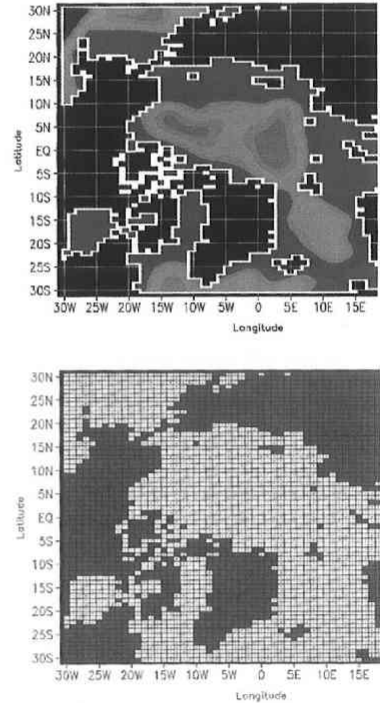 30N
25N
20N
15N
10N
5N
EQ
5S
10S
15S
20S
25S
30S
Latitude
30W 25W 20W 15W 10W 5W 0 5E 10E 15E
Longitude
30N
25N
20N
15N
10N
5N
EQ
5S
10S
15S
20S
25S
30S
Latitude
30W 25W 20W 15W 10W 5W 0 5E 10E 15E
Longitude